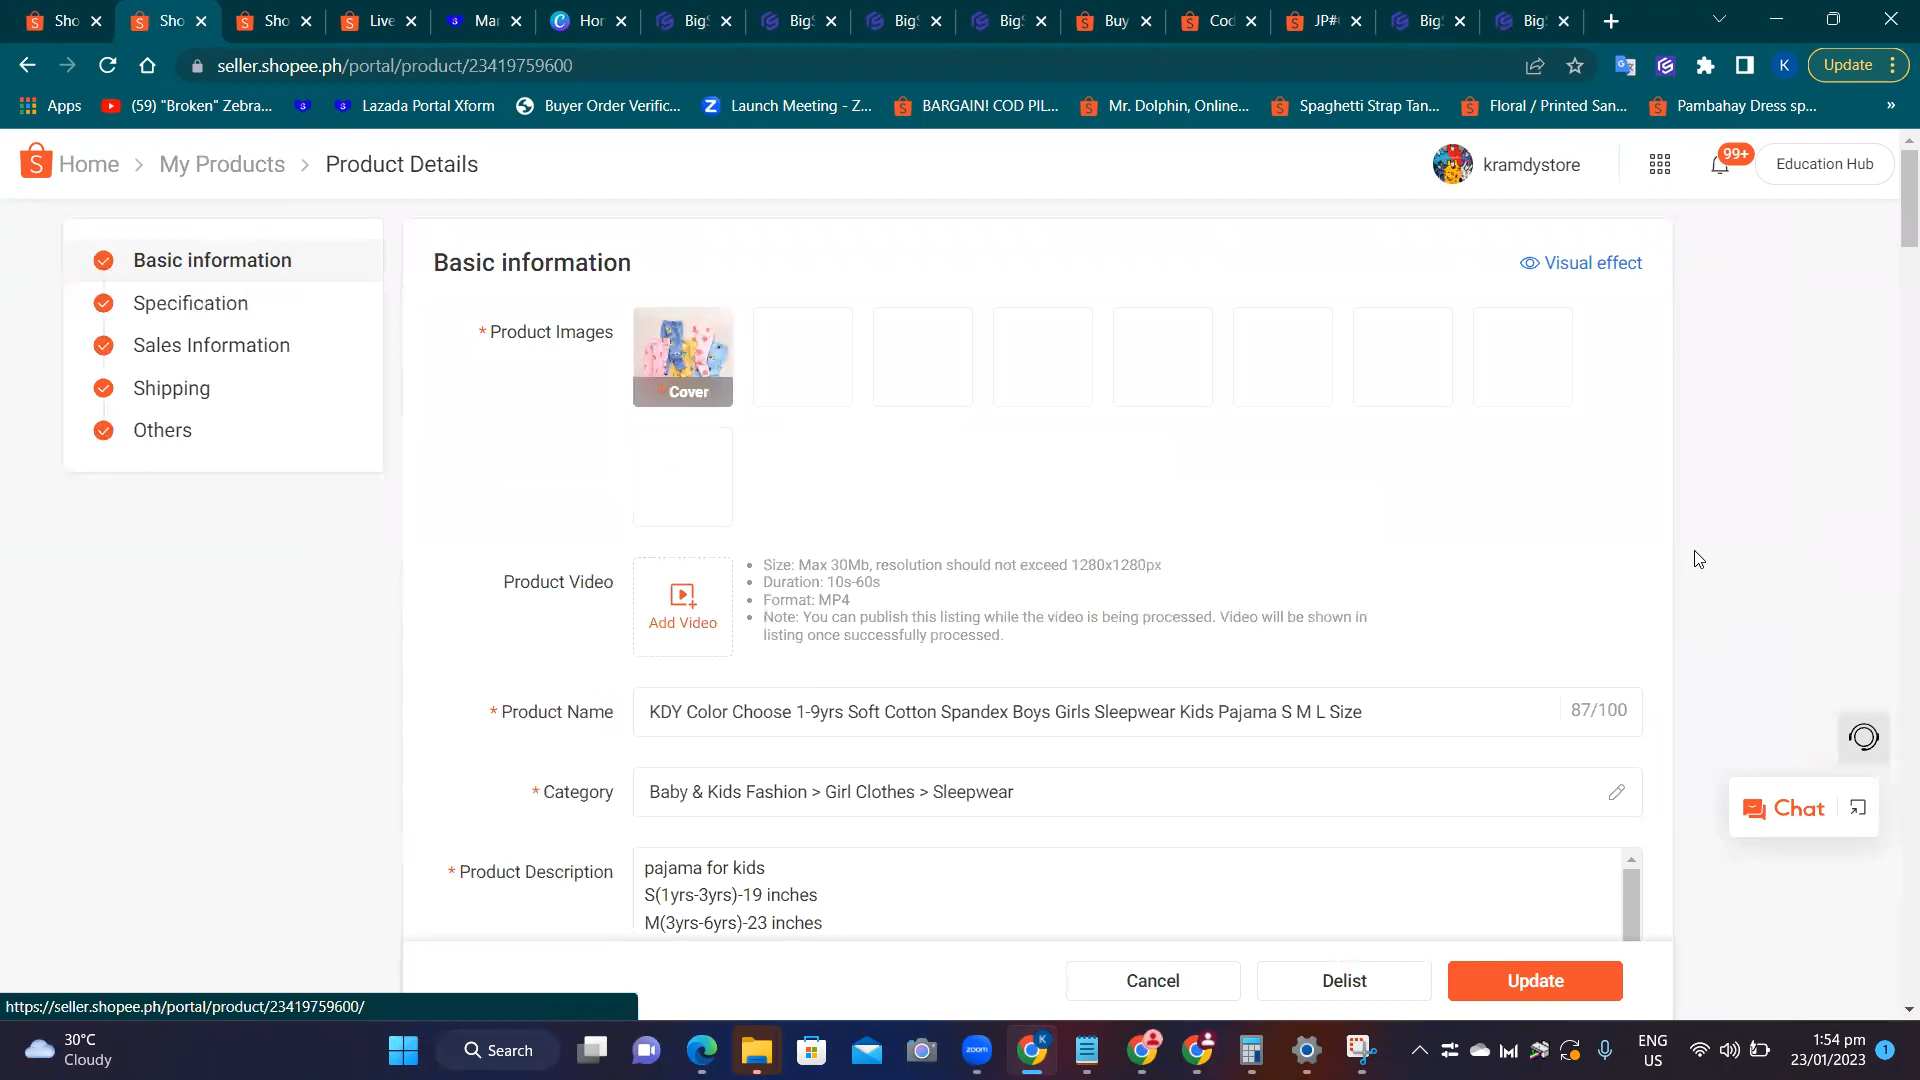 Sho
Sho
Sho
Live
Mar
Hor
BigS
BigS
BigS
BigS
Buy
Cod
JP#
BigS
BigS
seller.shopee.ph/portal/product/23419759600
K
Update
Apps
(59) "Broken" Zebra...
Lazada Portal Xform
Buyer Order Verific...
Launch Meeting - Z...
BARGAIN! COD PIL...
Mr. Dolphin, Online...
Spaghetti Strap Tan...
Floral / Printed San...
Pambahay Dress sp...
»
Home > My Products > Product Details
kramdystore
99+
Education Hub
Basic information
Specification
Sales Information
Shipping
Others
Basic information
Visual effect
* Product Images
* Cover
Product Video
Add Video
• Size: Max 30Mb, resolution should not exceed 1280x1280px
• Duration: 10s-60s
• Format: MP4
• Note: You can publish this listing while the video is being processed. Video will be shown in
listing once successfully processed.
* Product Name
KDY Color Choose 1-9yrs Soft Cotton Spandex Boys Girls Sleepwear Kids Pajama S M L Size
87/100
* Category
Baby & Kids Fashion > Girl Clothes > Sleepwear
* Product Description
pajama for kids
S(1yrs-3yrs)-19 inches
M(3yrs-6yrs)-23 inches
Chat
Cancel
Delist
Update
https://seller.shopee.ph/portal/product/23419759600/
30°C
Cloudy
Search
zoom
K
ENG
US
1:54 pm
23/01/2023
1